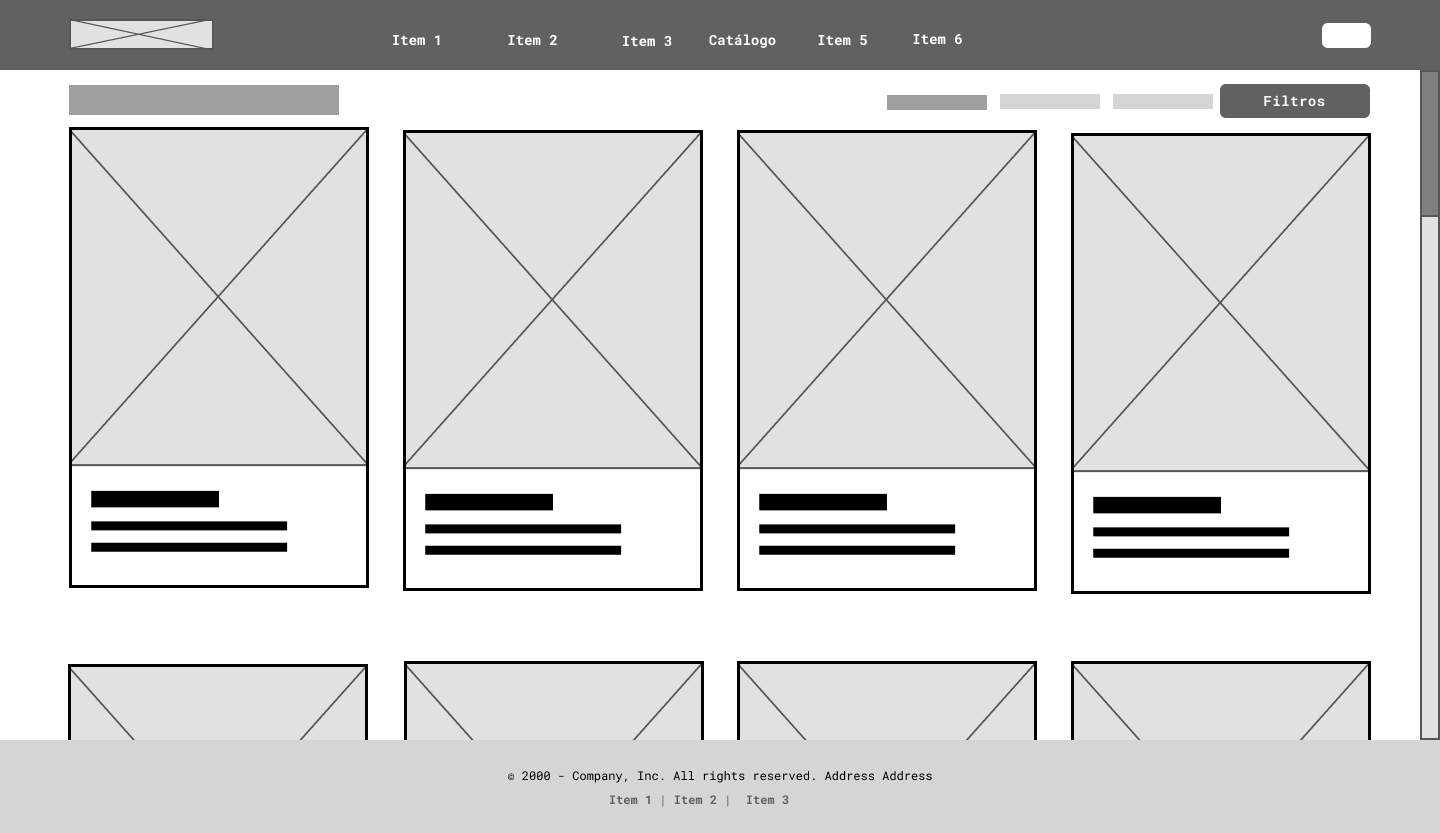 Item 1 Item 2 Item 3 Catálogo Item 5 Item 6
Filtros
© 2000 - Company, Inc. All rights reserved. Address Address
Item 1 | Item 2 | Item 3